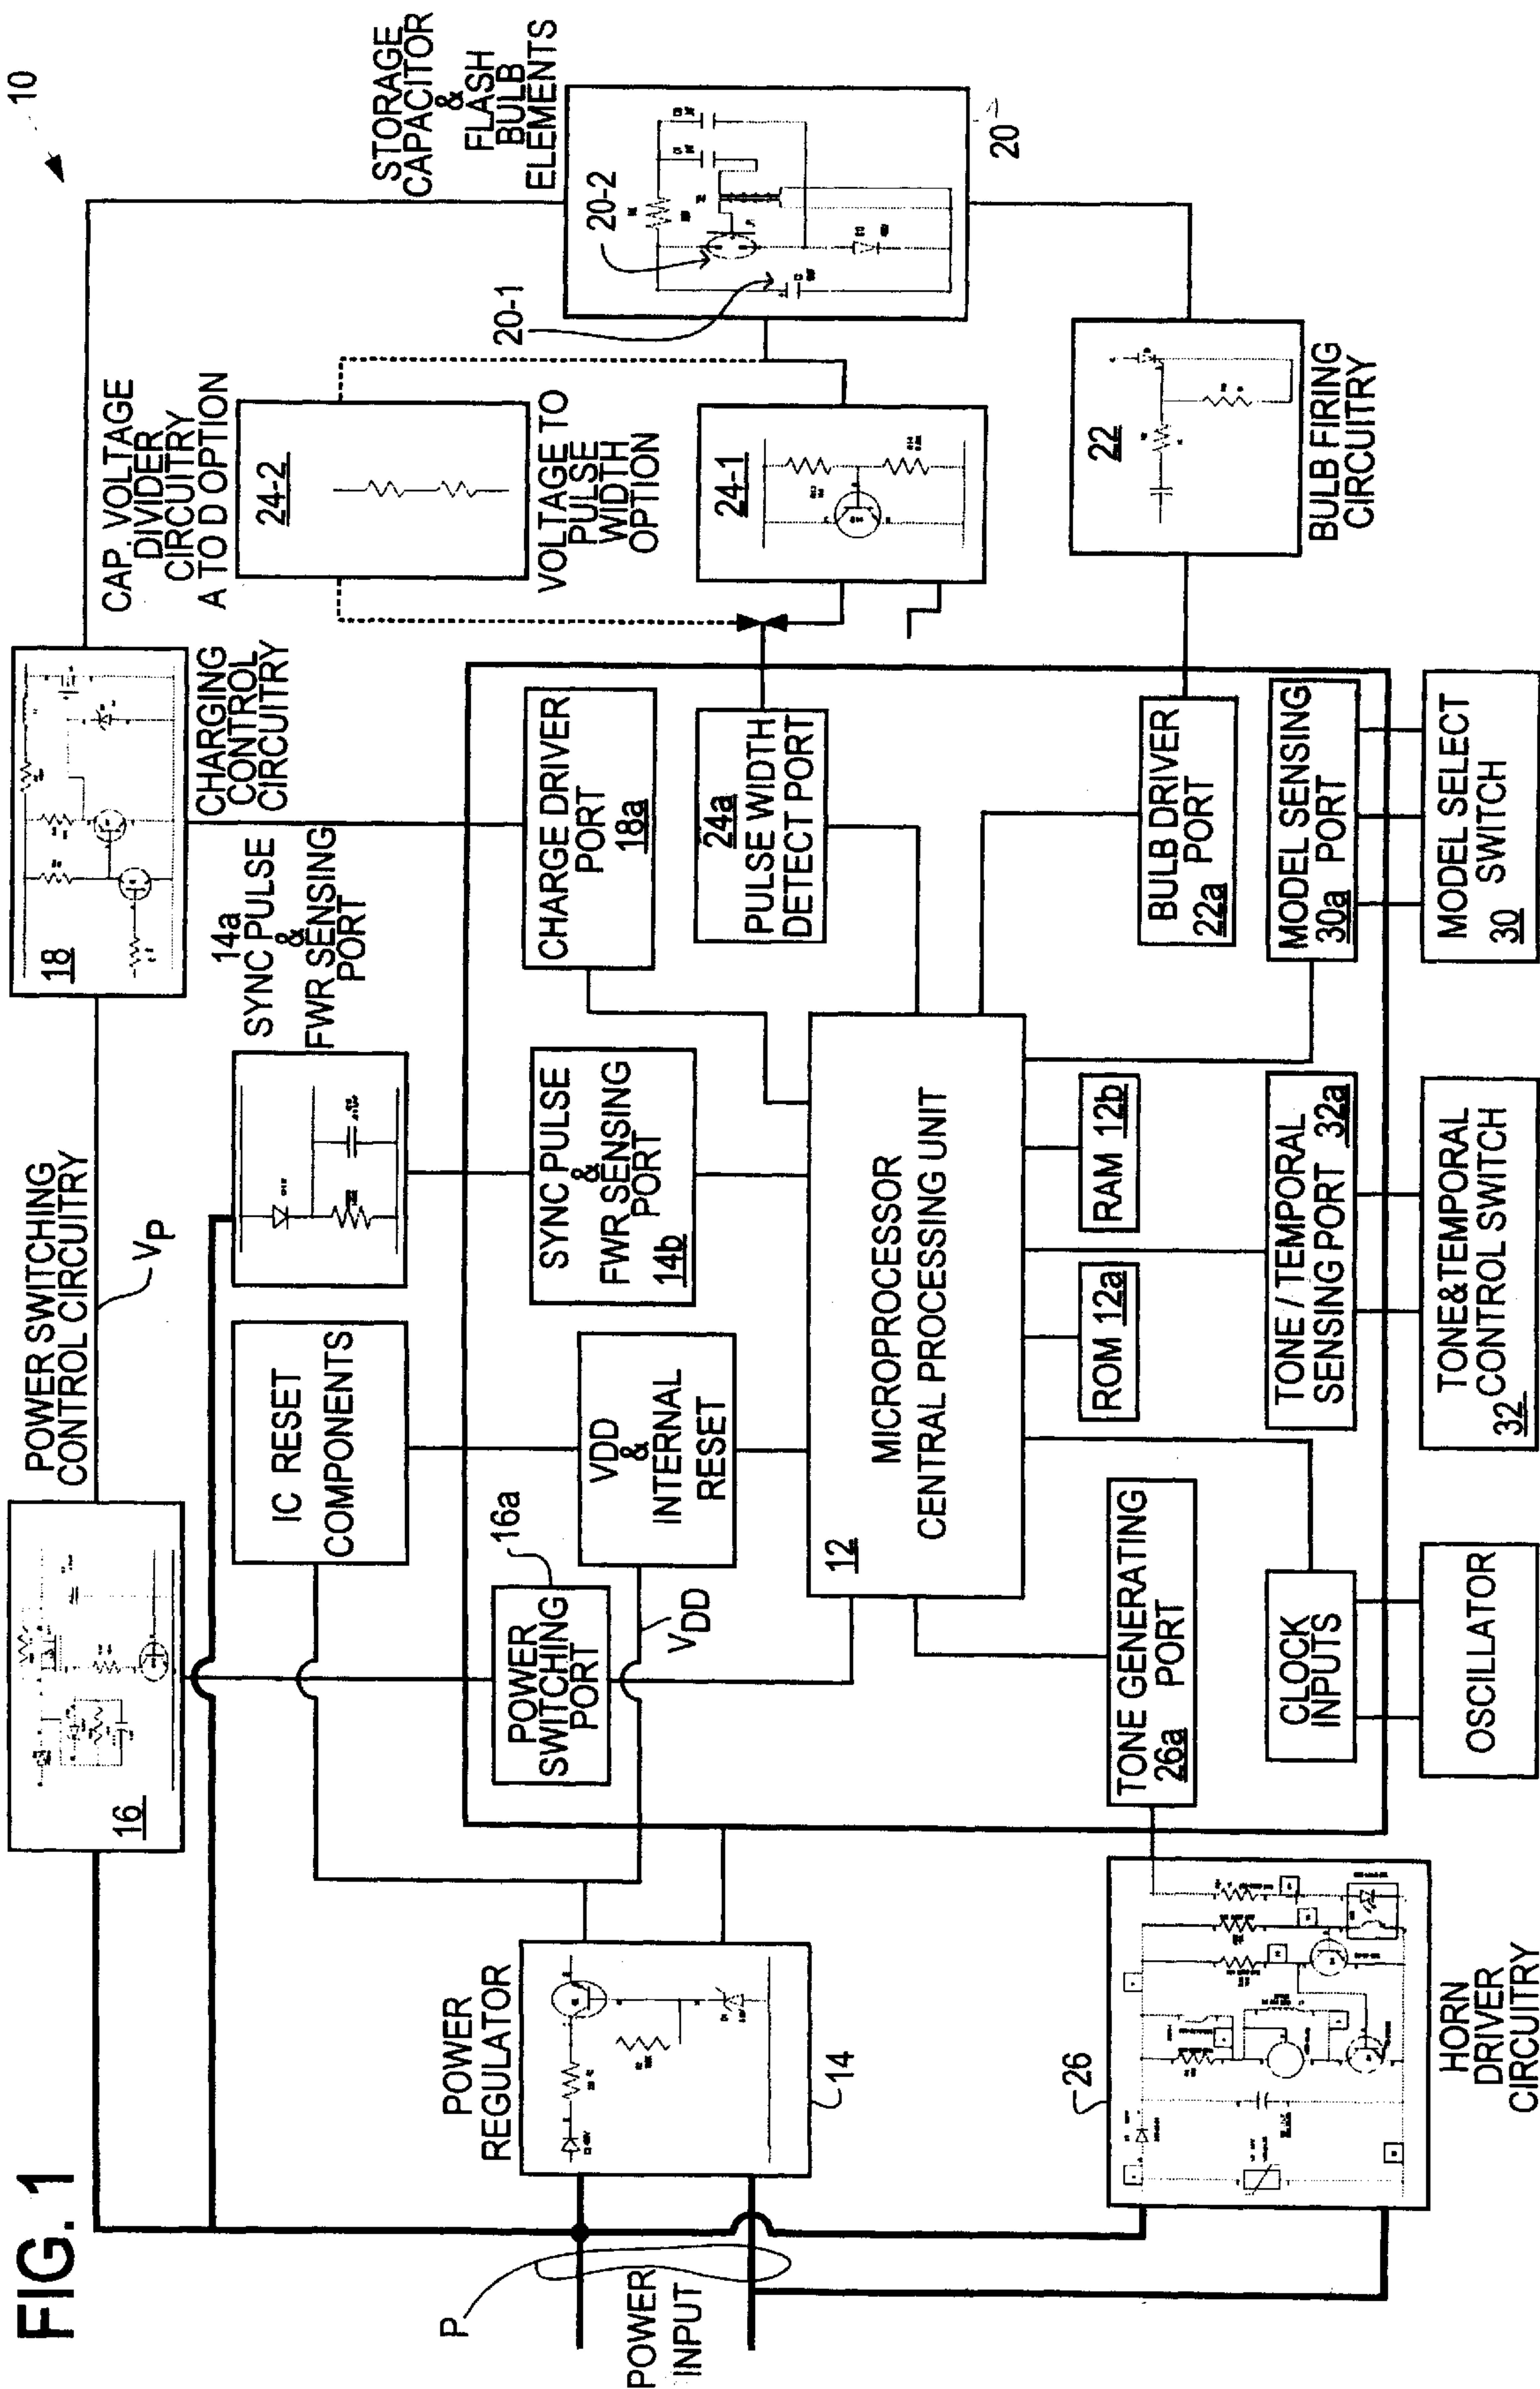 FIG. 1
10
POWER SWITCHING
CONTROL CIRCUITRY
16
VP
18
CHARGING
CONTROL
CIRCUITRY
CAP. VOLTAGE
DIVIDER
CIRCUITRY
A TO D OPTION
24-2
VOLTAGE TO
PULSE
WIDTH
OPTION
24-1
STORAGE
CAPACITOR
&
FLASH
BULB
ELEMENTS
20-1
20-2
20
22
BULB FIRING
CIRCUITRY
14a
SYNC PULSE
&
FWR SENSING
PORT
IC RESET
COMPONENTS
POWER
REGULATOR
14
P
POWER
INPUT
16a
POWER
SWITCHING
PORT
VDD
VDD
&
INTERNAL
RESET
SYNC PULSE
&
FWR SENSING
PORT
14b
CHARGE DRIVER
PORT
18a
24a
PULSE WIDTH
DETECT PORT
12
MICROPROCESSOR
CENTRAL PROCESSING UNIT
ROM 12a
RAM 12b
BULB DRIVER
PORT
22a
TONE GENERATING
PORT
26a
CLOCK
INPUTS
TONE / TEMPORAL
SENSING PORT 32a
MODEL SENSING
PORT
30a
OSCILLATOR
TONE&TEMPORAL
CONTROL SWITCH
32
MODEL SELECT
SWITCH
30
26
HORN
DRIVER
CIRCUITRY